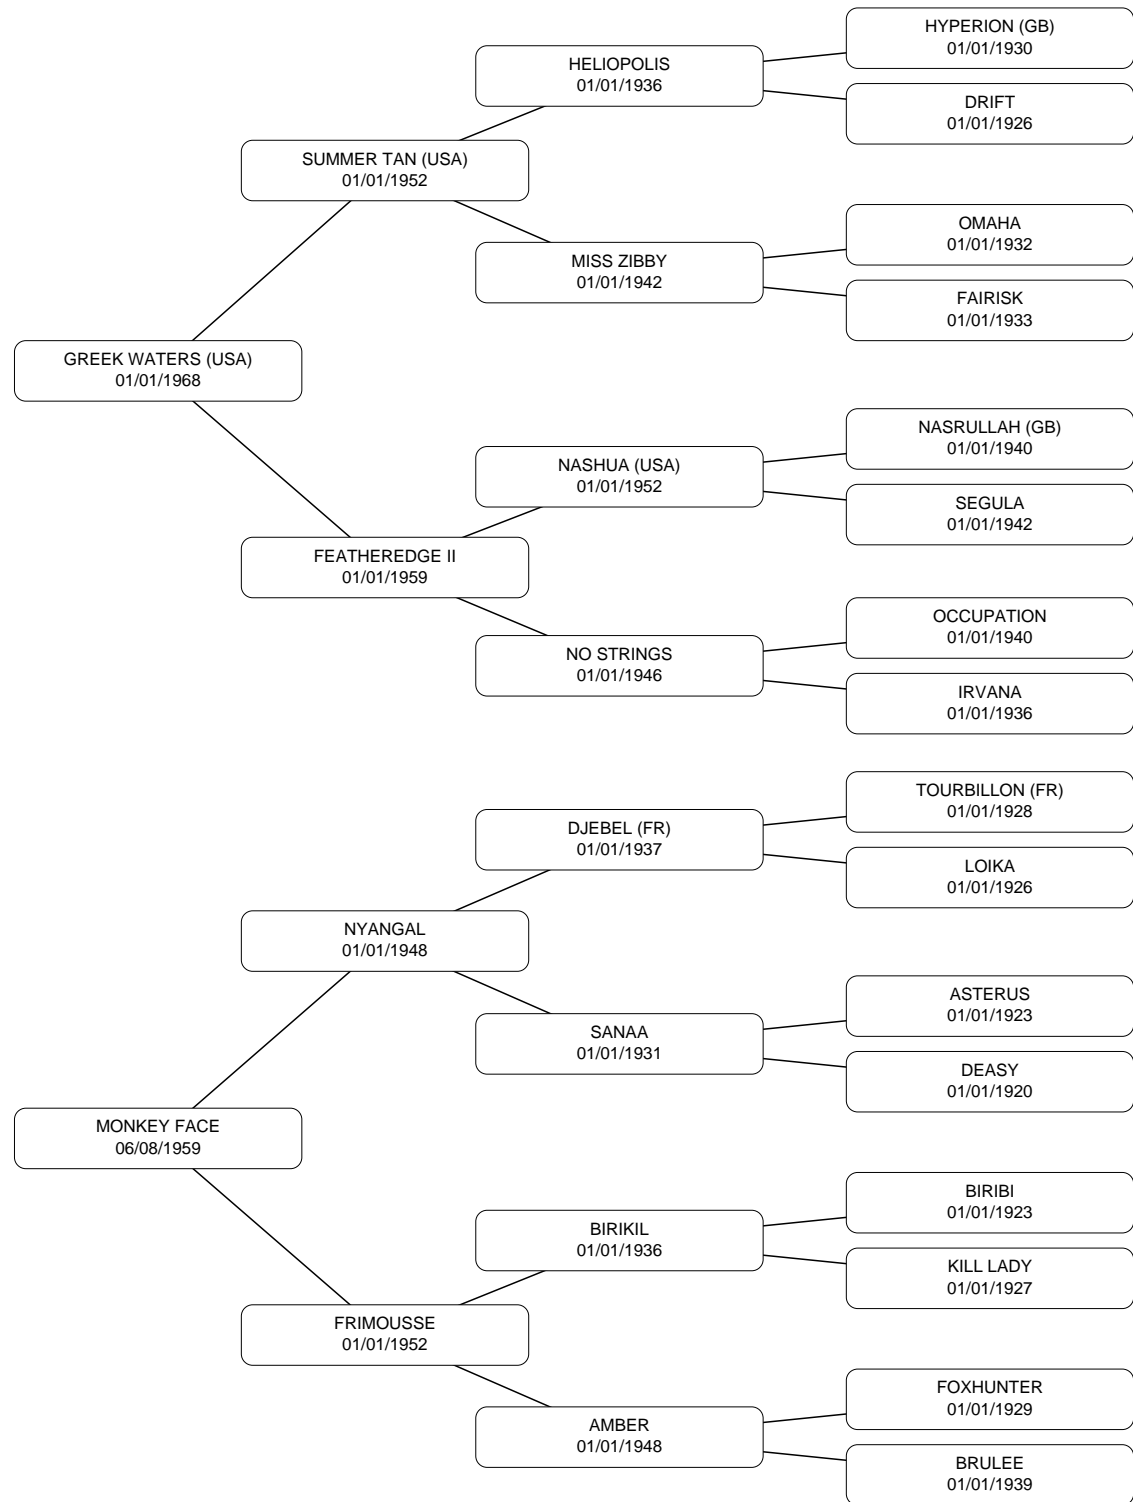 HYPERION (GB)
01/01/1930
HELIOPOLIS
01/01/1936
DRIFT
01/01/1926
SUMMER TAN (USA)
01/01/1952
OMAHA
01/01/1932
MISS ZIBBY
01/01/1942
FAIRISK
01/01/1933
GREEK WATERS (USA)
01/01/1968
NASRULLAH (GB)
01/01/1940
NASHUA (USA)
01/01/1952
SEGULA
01/01/1942
FEATHEREDGE II
01/01/1959
OCCUPATION
01/01/1940
NO STRINGS
01/01/1946
IRVANA
01/01/1936
TOURBILLON (FR)
01/01/1928
DJEBEL (FR)
01/01/1937
LOIKA
01/01/1926
NYANGAL
01/01/1948
ASTERUS
01/01/1923
SANAA
01/01/1931
DEASY
01/01/1920
MONKEY FACE
06/08/1959
BIRIBI
01/01/1923
BIRIKIL
01/01/1936
KILL LADY
01/01/1927
FRIMOUSSE
01/01/1952
FOXHUNTER
01/01/1929
AMBER
01/01/1948
BRULEE
01/01/1939